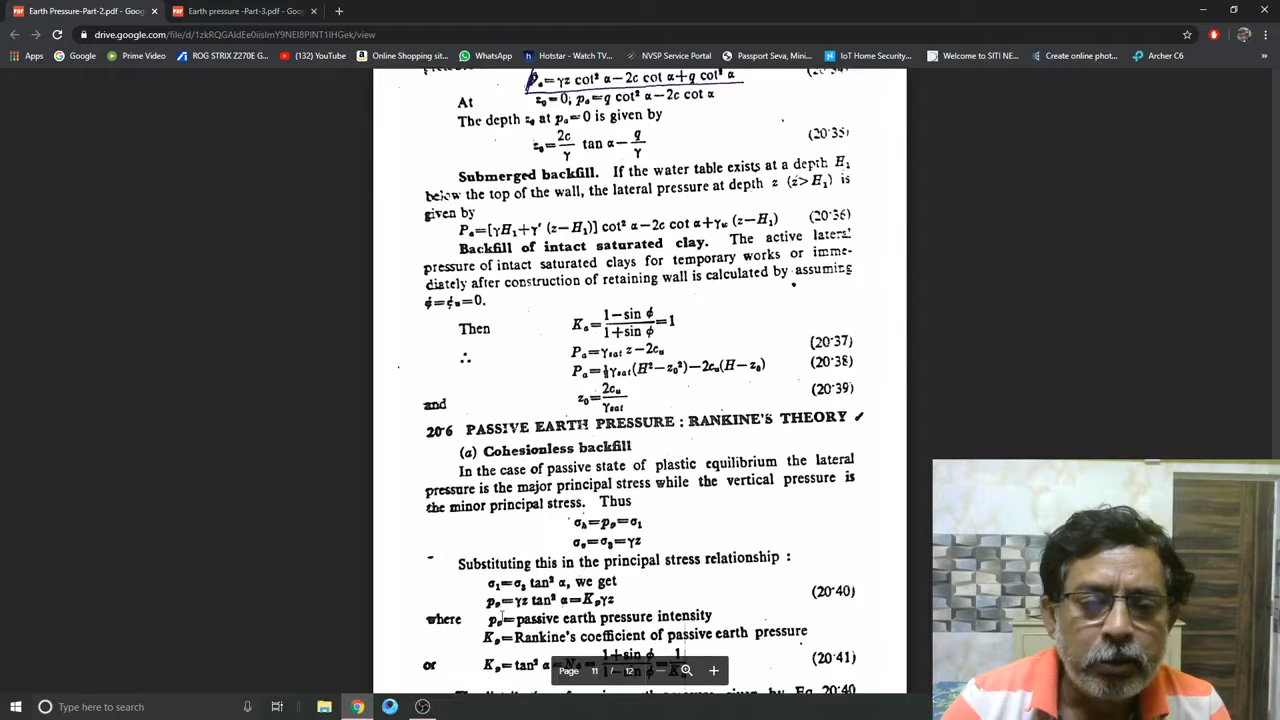 Earth Pressure-Part-2.pdf - Goog
Earth pressure -Part-3.pdf - Goog
drive.google.com/file/d/1zkRQGAIdEe0iislmY9NEI8PINT1IHGek/view
Apps
Google
Prime Video
ROG STRIX Z270E G...
(132) YouTube
Online shopping sit...
WhatsApp
Hotstar - Watch TV...
NVSP Service Portal
Passport Seva, Mini...
IoT Home Security...
Welcome to SITI NE...
Create online phot...
Archer C6
pₐ=γz cot² α−2c cot α+q cot² α
At z₀=0, pₐ=q cot² α−2c cot α
The depth z₀ at pₐ=0 is given by
z₀=2c/γ tan α−q/γ (20·35)
Submerged backfill. If the water table exists at a depth H₁
below the top of the wall, the lateral pressure at depth z (z>H₁) is
given by
Pₐ=[γH₁+γ′ (z−H₁)] cot² α−2c cot α+γw (z−H₁) (20·36)
Backfill of intact saturated clay. The active lateral
pressure of intact saturated clays for temporary works or imme-
diately after construction of retaining wall is calculated by assuming
ϕ=ϕᵤ=0.
Then Kₐ=(1−sin ϕ)/(1+sin ϕ)=1
∴ Pₐ=γsat z−2cᵤ (20·37)
Pₐ=½γsat(H²−z₀²)−2cᵤ(H−z₀) (20·38)
and z₀=2cᵤ/γsat (20·39)
20·6 PASSIVE EARTH PRESSURE : RANKINE'S THEORY ✓
(a) Cohesionless backfill
In the case of passive state of plastic equilibrium the lateral
pressure is the major principal stress while the vertical pressure is
the minor principal stress. Thus
σₕ=pₚ=σ₁
σᵥ=σ₃=γz
Substituting this in the principal stress relationship :
σ₁=σ₃ tan² α, we get
pₚ=γz tan² α=Kₚγz (20·40)
where pₚ=passive earth pressure intensity
Kₚ=Rankine's coefficient of passive earth pressure
or Kₚ=tan² α (20·41)
Page 11 / 12
Type here to search